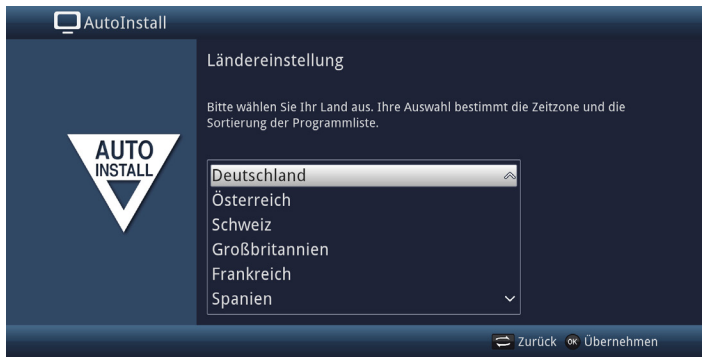 AutoInstall
Ländereinstellung
Bitte wählen Sie Ihr Land aus. Ihre Auswahl bestimmt die Zeitzone und die
Sortierung der Programmliste.
AUTO
INSTALL
Deutschland
Österreich
Schweiz
Großbritannien
Frankreich
Spanien
Zurück OK Übernehmen